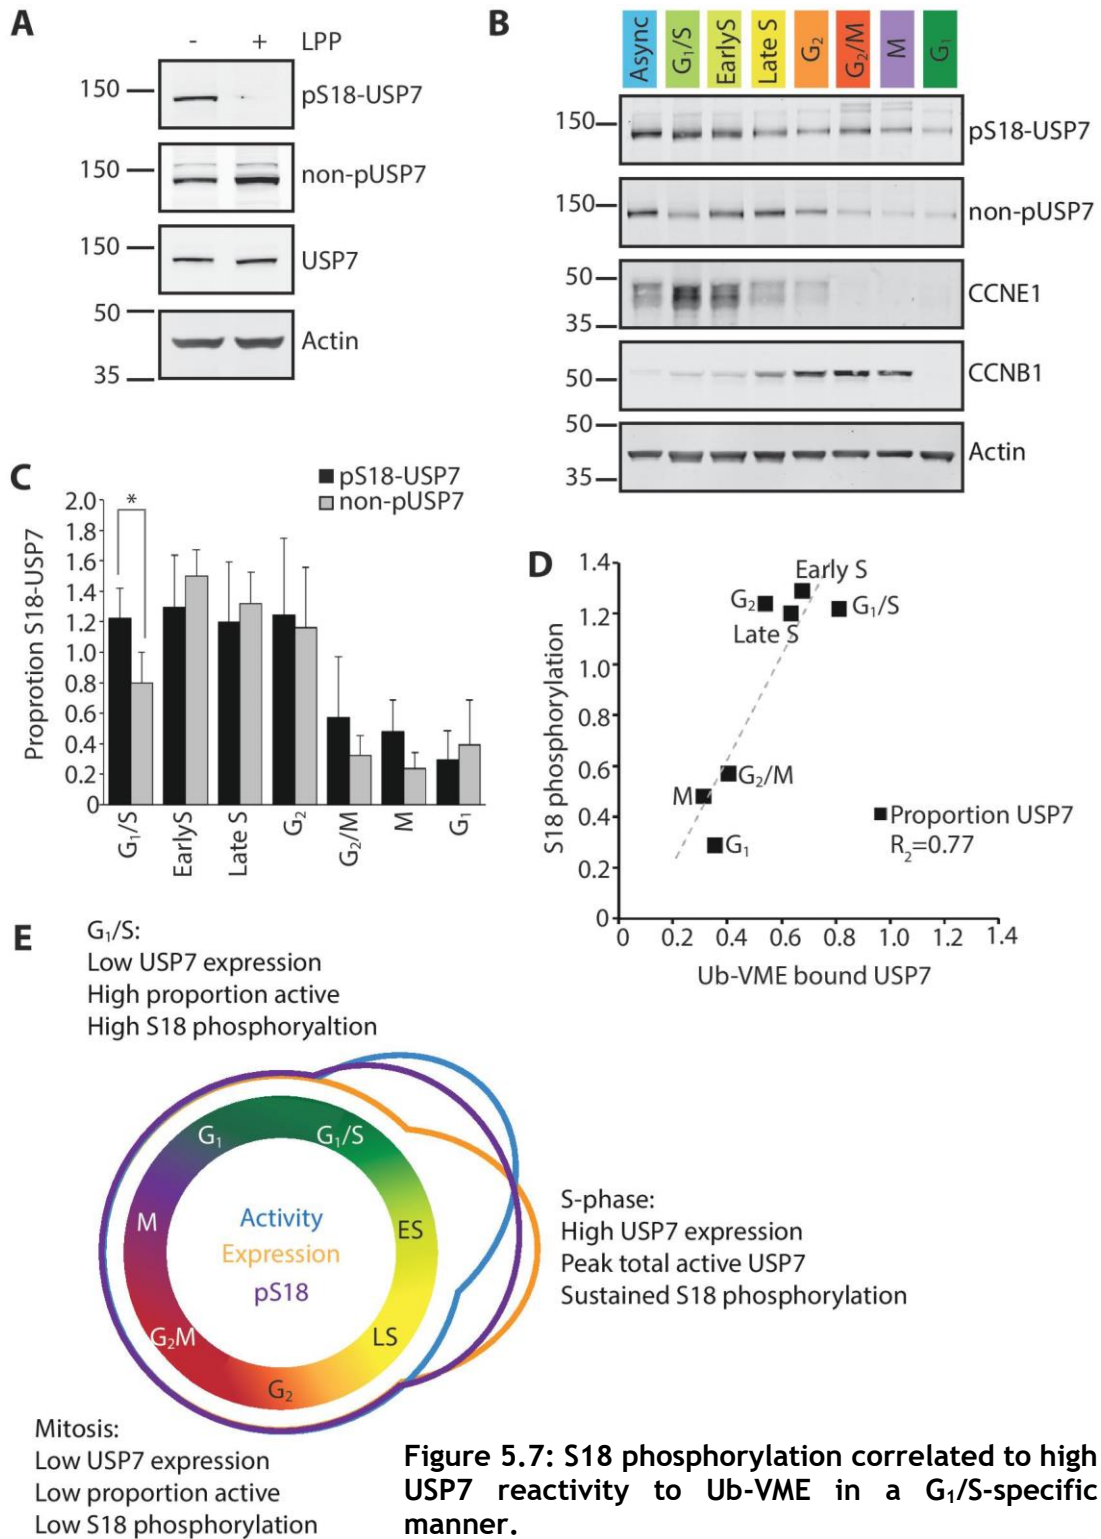 A
- + LPP
150 pS18-USP7
150 non-pUSP7
150 USP7
50 Actin
35
B
Async G₁/S EarlyS Late S G₂ G₂/M M G₁
150 pS18-USP7
150 non-pUSP7
50 CCNE1
35
50 CCNB1
50 Actin
35
C
pS18-USP7
non-pUSP7
Proprotion S18-USP7
2.0
1.8
1.6
1.4
1.2
1.0
0.8
0.6
0.4
0.2
0
*
G₁/S EarlyS Late S G₂ G₂/M M G₁
D
S18 phosphorylation
1.4
1.2
1.0
0.8
0.6
0.4
0.2
0
Early S
G₂ G₁/S
Late S
G₂/M
M
G₁
Proportion USP7
R₂=0.77
0 0.2 0.4 0.6 0.8 1.0 1.2 1.4
Ub-VME bound USP7
E
G₁/S:
Low USP7 expression
High proportion active
High S18 phosphoryaltion
G₁ G₁/S
M ES
G₂M LS
G₂
Activity
Expression
pS18
S-phase:
High USP7 expression
Peak total active USP7
Sustained S18 phosphorylation
Mitosis:
Low USP7 expression
Low proportion active
Low S18 phosphorylation
Figure 5.7: S18 phosphorylation correlated to high
USP7 reactivity to Ub-VME in a G₁/S-specific
manner.